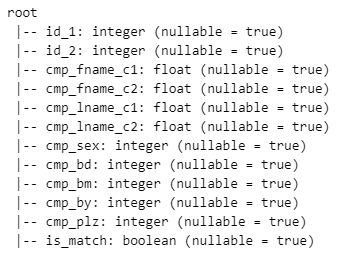 root
 |-- id_1: integer (nullable = true)
 |-- id_2: integer (nullable = true)
 |-- cmp_fname_c1: float (nullable = true)
 |-- cmp_fname_c2: float (nullable = true)
 |-- cmp_lname_c1: float (nullable = true)
 |-- cmp_lname_c2: float (nullable = true)
 |-- cmp_sex: integer (nullable = true)
 |-- cmp_bd: integer (nullable = true)
 |-- cmp_bm: integer (nullable = true)
 |-- cmp_by: integer (nullable = true)
 |-- cmp_plz: integer (nullable = true)
 |-- is_match: boolean (nullable = true)